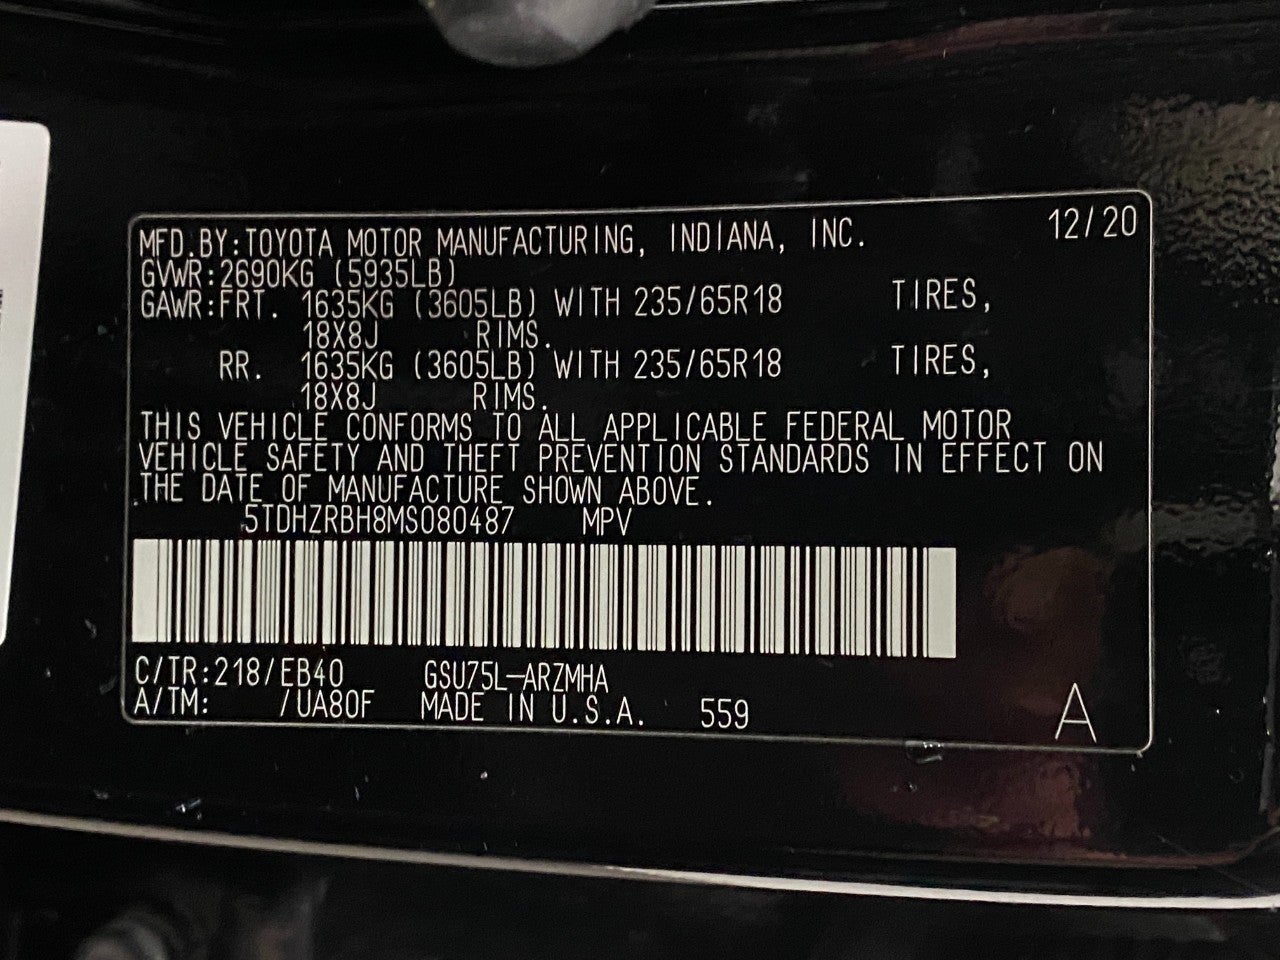 MFD.BY:TOYOTA MOTOR MANUFACTURING, INDIANA, INC. 12/20
GVWR:2690KG (5935LB)
GAWR:FRT. 1635KG (3605LB) WITH 235/65R18 TIRES,
18X8J RIMS.
RR. 1635KG (3605LB) WITH 235/65R18 TIRES,
18X8J RIMS.
THIS VEHICLE CONFORMS TO ALL APPLICABLE FEDERAL MOTOR
VEHICLE SAFETY AND THEFT PREVENTION STANDARDS IN EFFECT ON
THE DATE OF MANUFACTURE SHOWN ABOVE.
5TDHZRBH8MS080487 MPV
C/TR:218/EB40 GSU75L-ARZMHA
A/TM: /UA80F MADE IN U.S.A. 559 A